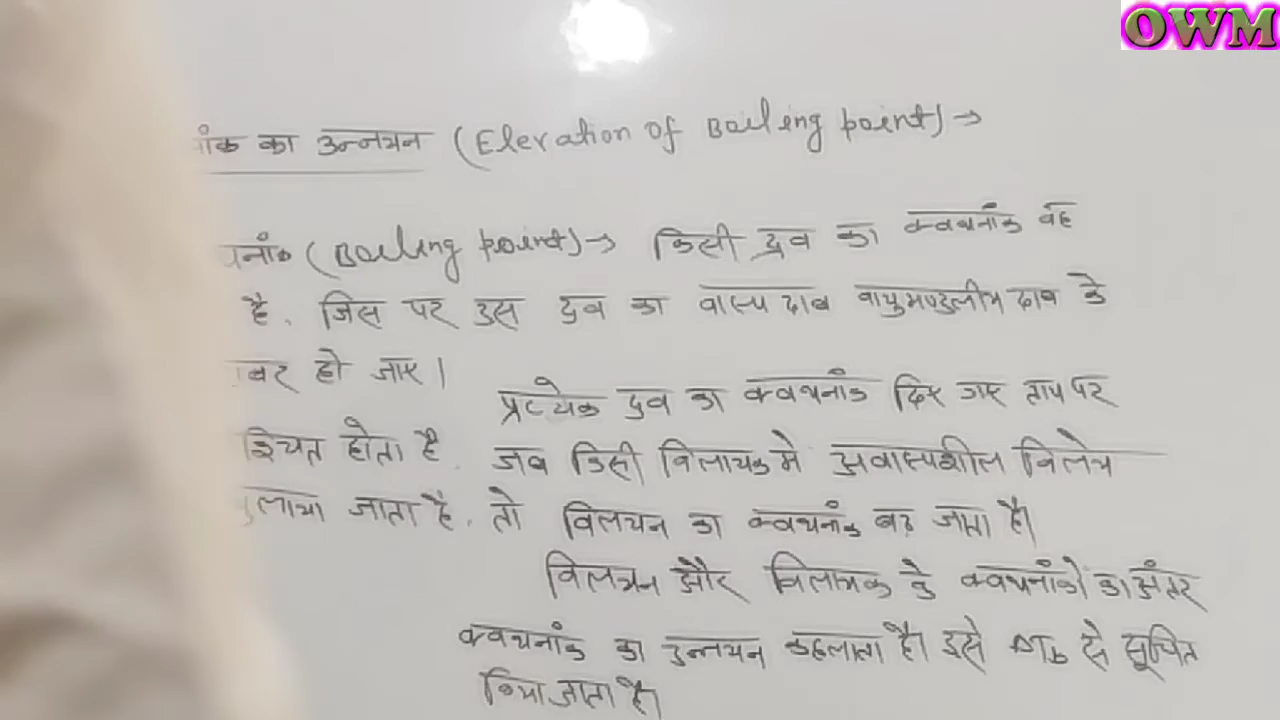 OWM
का उन्नयन (Elevation of Boiling point) →
(Boiling point) → किसी द्रव का क्वथनांक वह
है, जिस पर उस द्रव का वाष्प दाब वायुमण्डलीय दाब के
हो जाए।
प्रत्येक द्रव का क्वथनांक दिए गए ताप पर
होता है. जब किसी विलायक मे अवाष्पशील विलेय
जाता है, तो विलयन का क्वथनांक बढ़ जाता है।
विलयन और विलायक के क्वथनांको का अंतर
क्वथनांक का उन्नयन कहलाता है। इसे ΔTb से सूचित
किया जाता है।